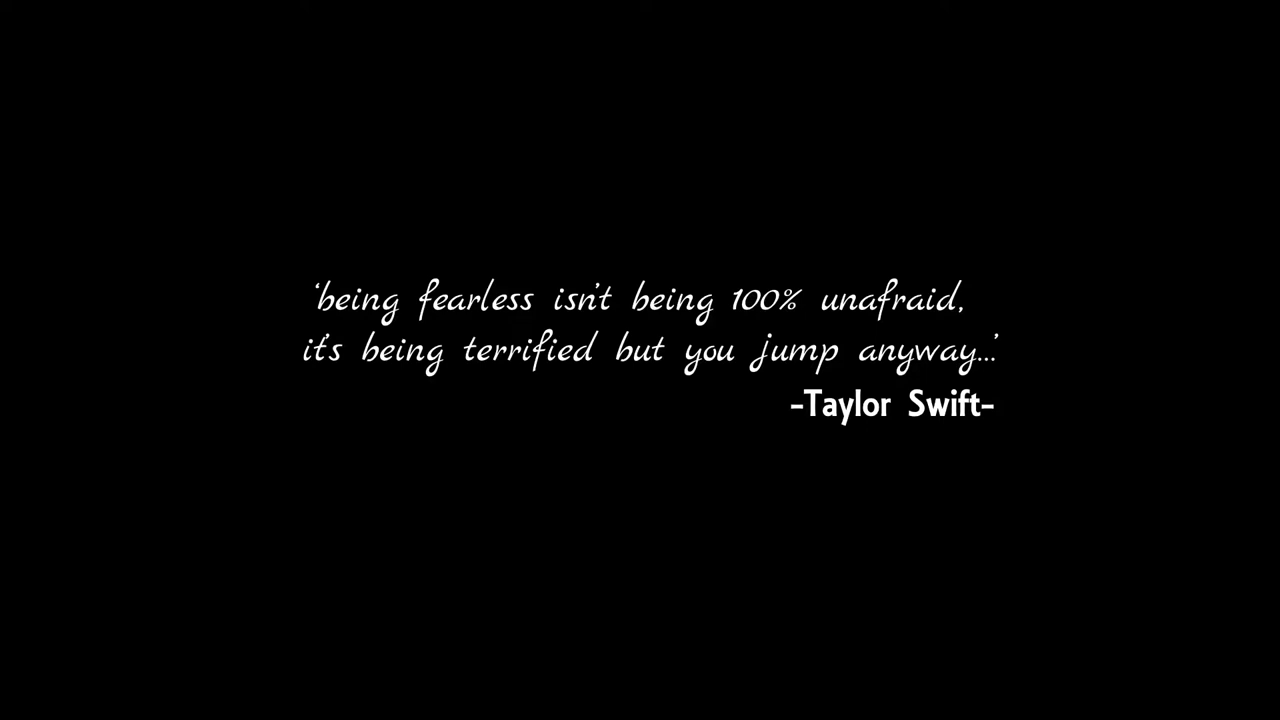 ‘being fearless isn't being 100% unafraid,
it's being terrified but you jump anyway...’
-Taylor Swift-